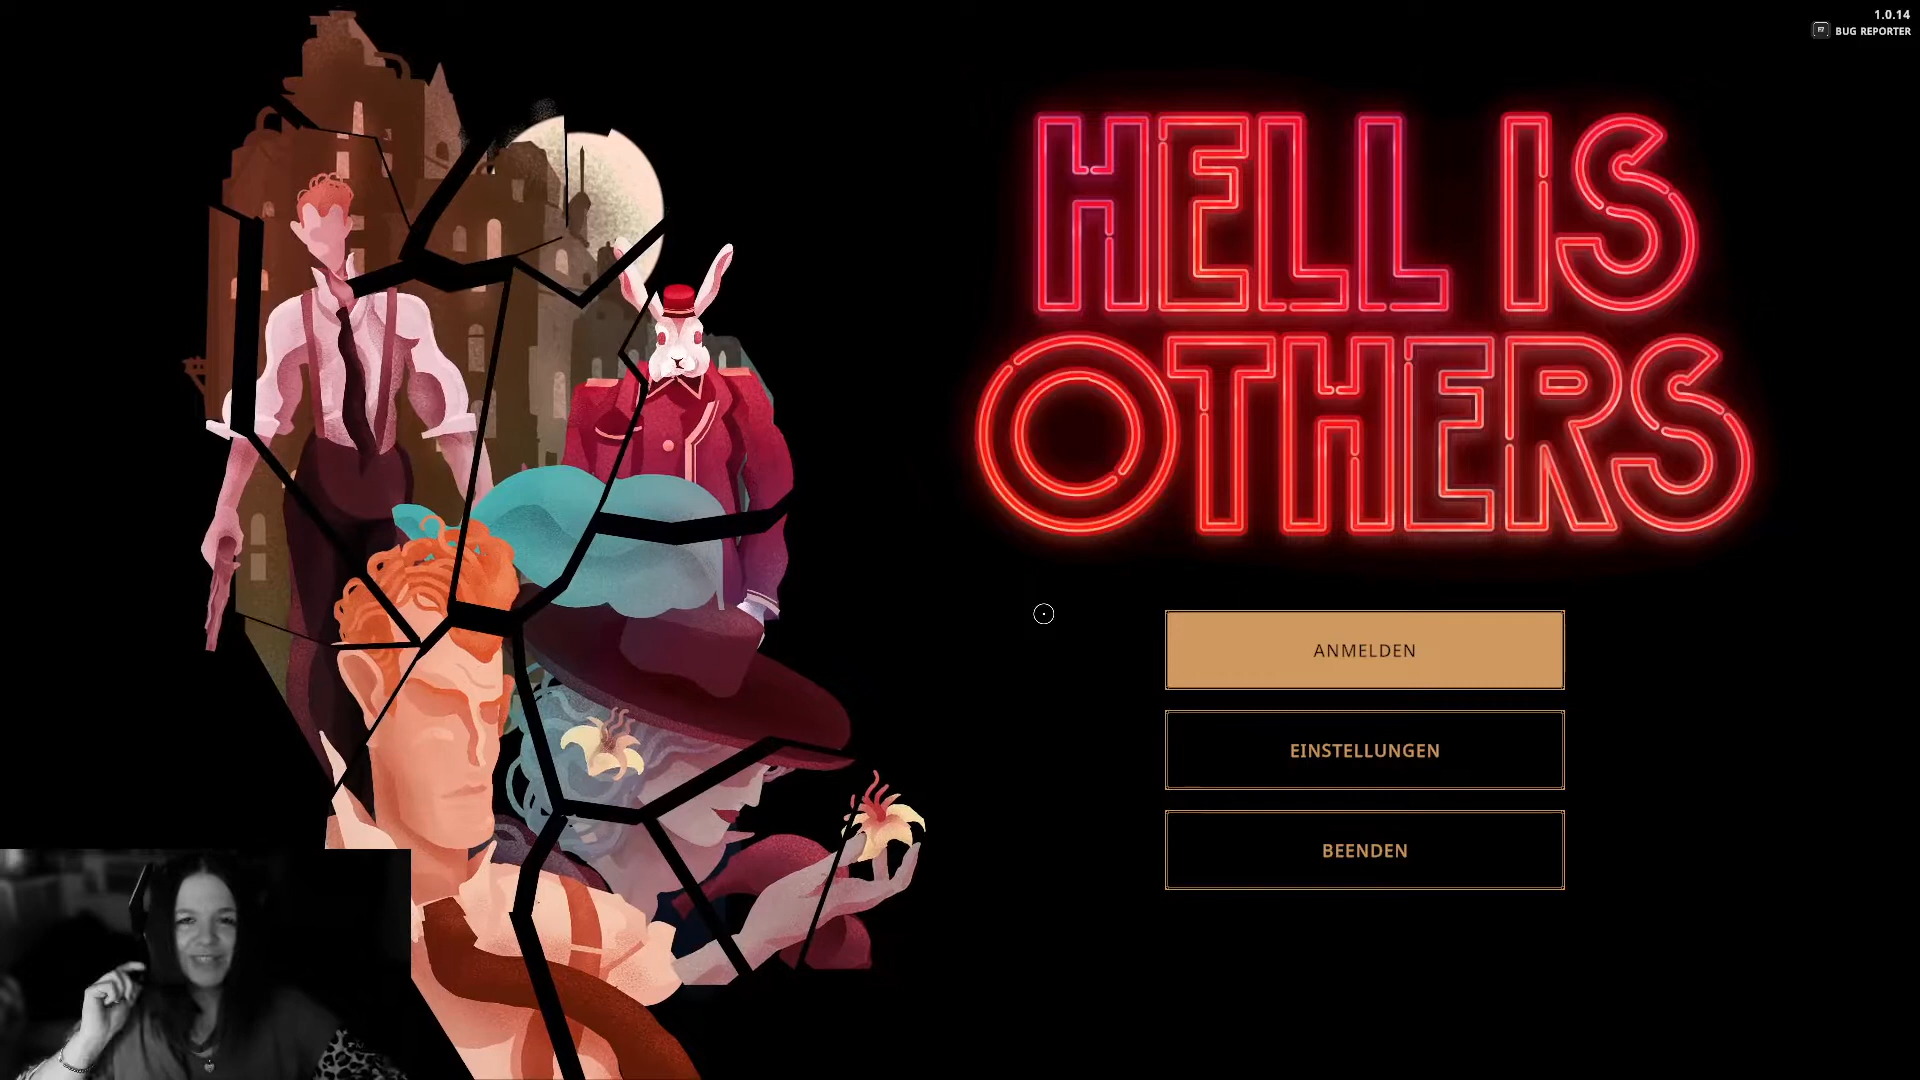 1.0.14
BUG REPORTER
HELL IS
OTHERS
ANMELDEN
EINSTELLUNGEN
BEENDEN